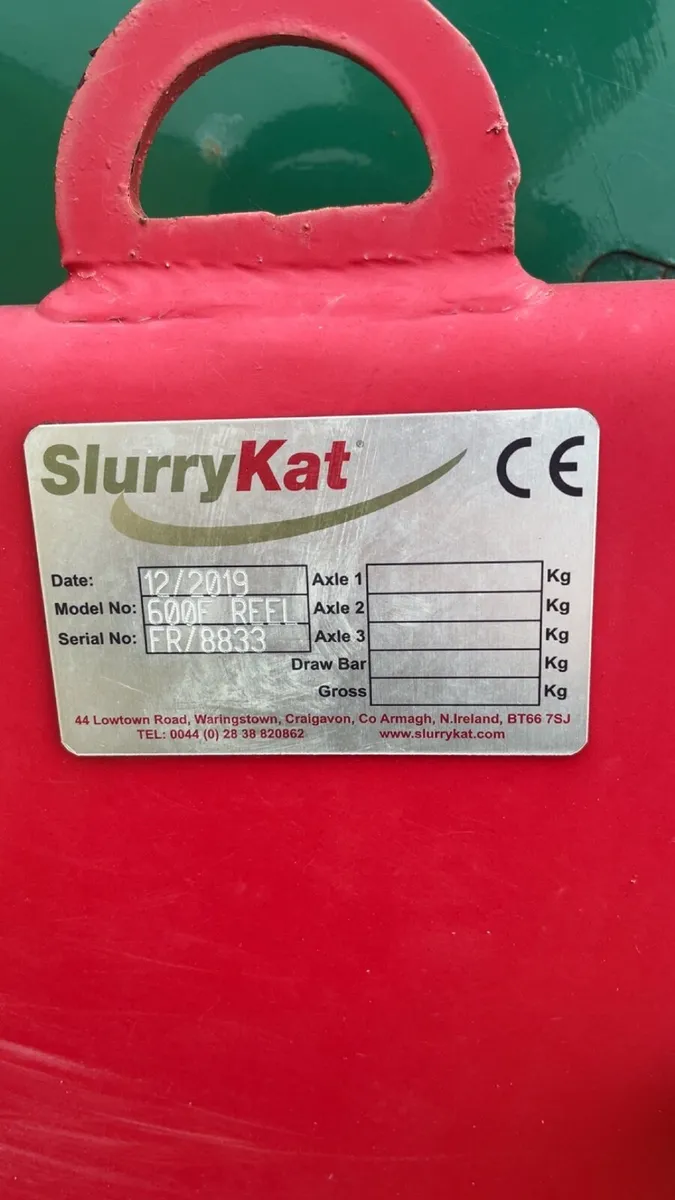 SlurryKat® CE
Date: 12/2019 Axle 1 Kg
Model No: 600F REEL Axle 2 Kg
Serial No: FR/8833 Axle 3 Kg
Draw Bar Kg
Gross Kg
44 Lowtown Road, Waringstown, Craigavon, Co Armagh, N.Ireland, BT66 7SJ
TEL: 0044 (0) 28 38 820862 www.slurrykat.com